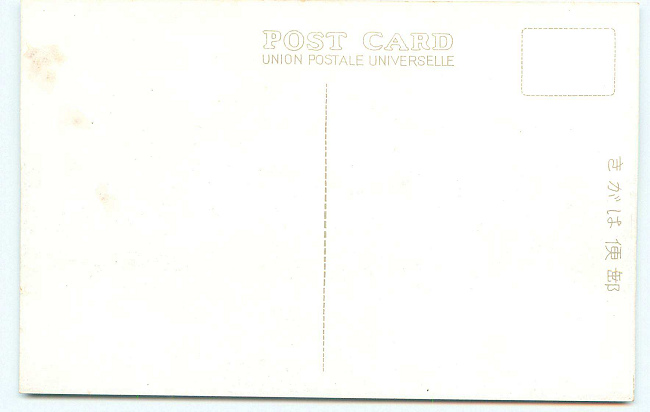 POST CARD
UNION POSTALE UNIVERSELLE
郵便はがき